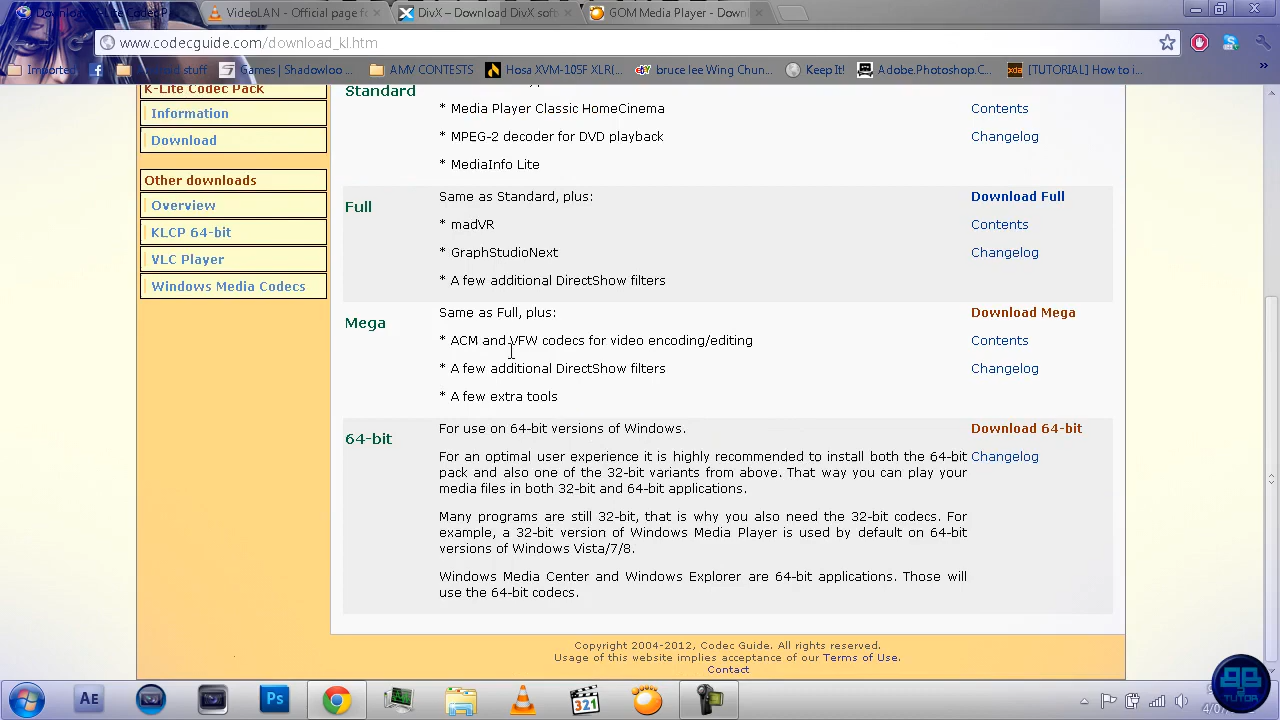 VideoLAN - Official page f
DivX – Download DivX soft
GOM Media Player - Downl
www.codecguide.com/download_kl.htm
Imported
Games | Shadowloo ...
AMV CONTESTS
Hosa XVM-105F XLR(...
bruce lee Wing Chun...
Keep It!
Adobe.Photoshop.C...
[TUTORIAL] How to i...
»
K-Lite Codec Pack
Information
Download
Other downloads
Overview
KLCP 64-bit
VLC Player
Windows Media Codecs
Standard
* Media Player Classic HomeCinema
Contents
* MPEG-2 decoder for DVD playback
Changelog
* MediaInfo Lite
Full
Same as Standard, plus:
Download Full
* madVR
Contents
* GraphStudioNext
Changelog
* A few additional DirectShow filters
Mega
Same as Full, plus:
Download Mega
* ACM and VFW codecs for video encoding/editing
Contents
* A few additional DirectShow filters
Changelog
* A few extra tools
64-bit
For use on 64-bit versions of Windows.
Download 64-bit
For an optimal user experience it is highly recommended to install both the 64-bit
Changelog
pack and also one of the 32-bit variants from above. That way you can play your
media files in both 32-bit and 64-bit applications.
Many programs are still 32-bit, that is why you also need the 32-bit codecs. For
example, a 32-bit version of Windows Media Player is used by default on 64-bit
versions of Windows Vista/7/8.
Windows Media Center and Windows Explorer are 64-bit applications. Those will
use the 64-bit codecs.
Copyright 2004-2012, Codec Guide. All rights reserved.
Usage of this website implies acceptance of our Terms of Use.
Contact
Ae
Ps
321
TUTOR